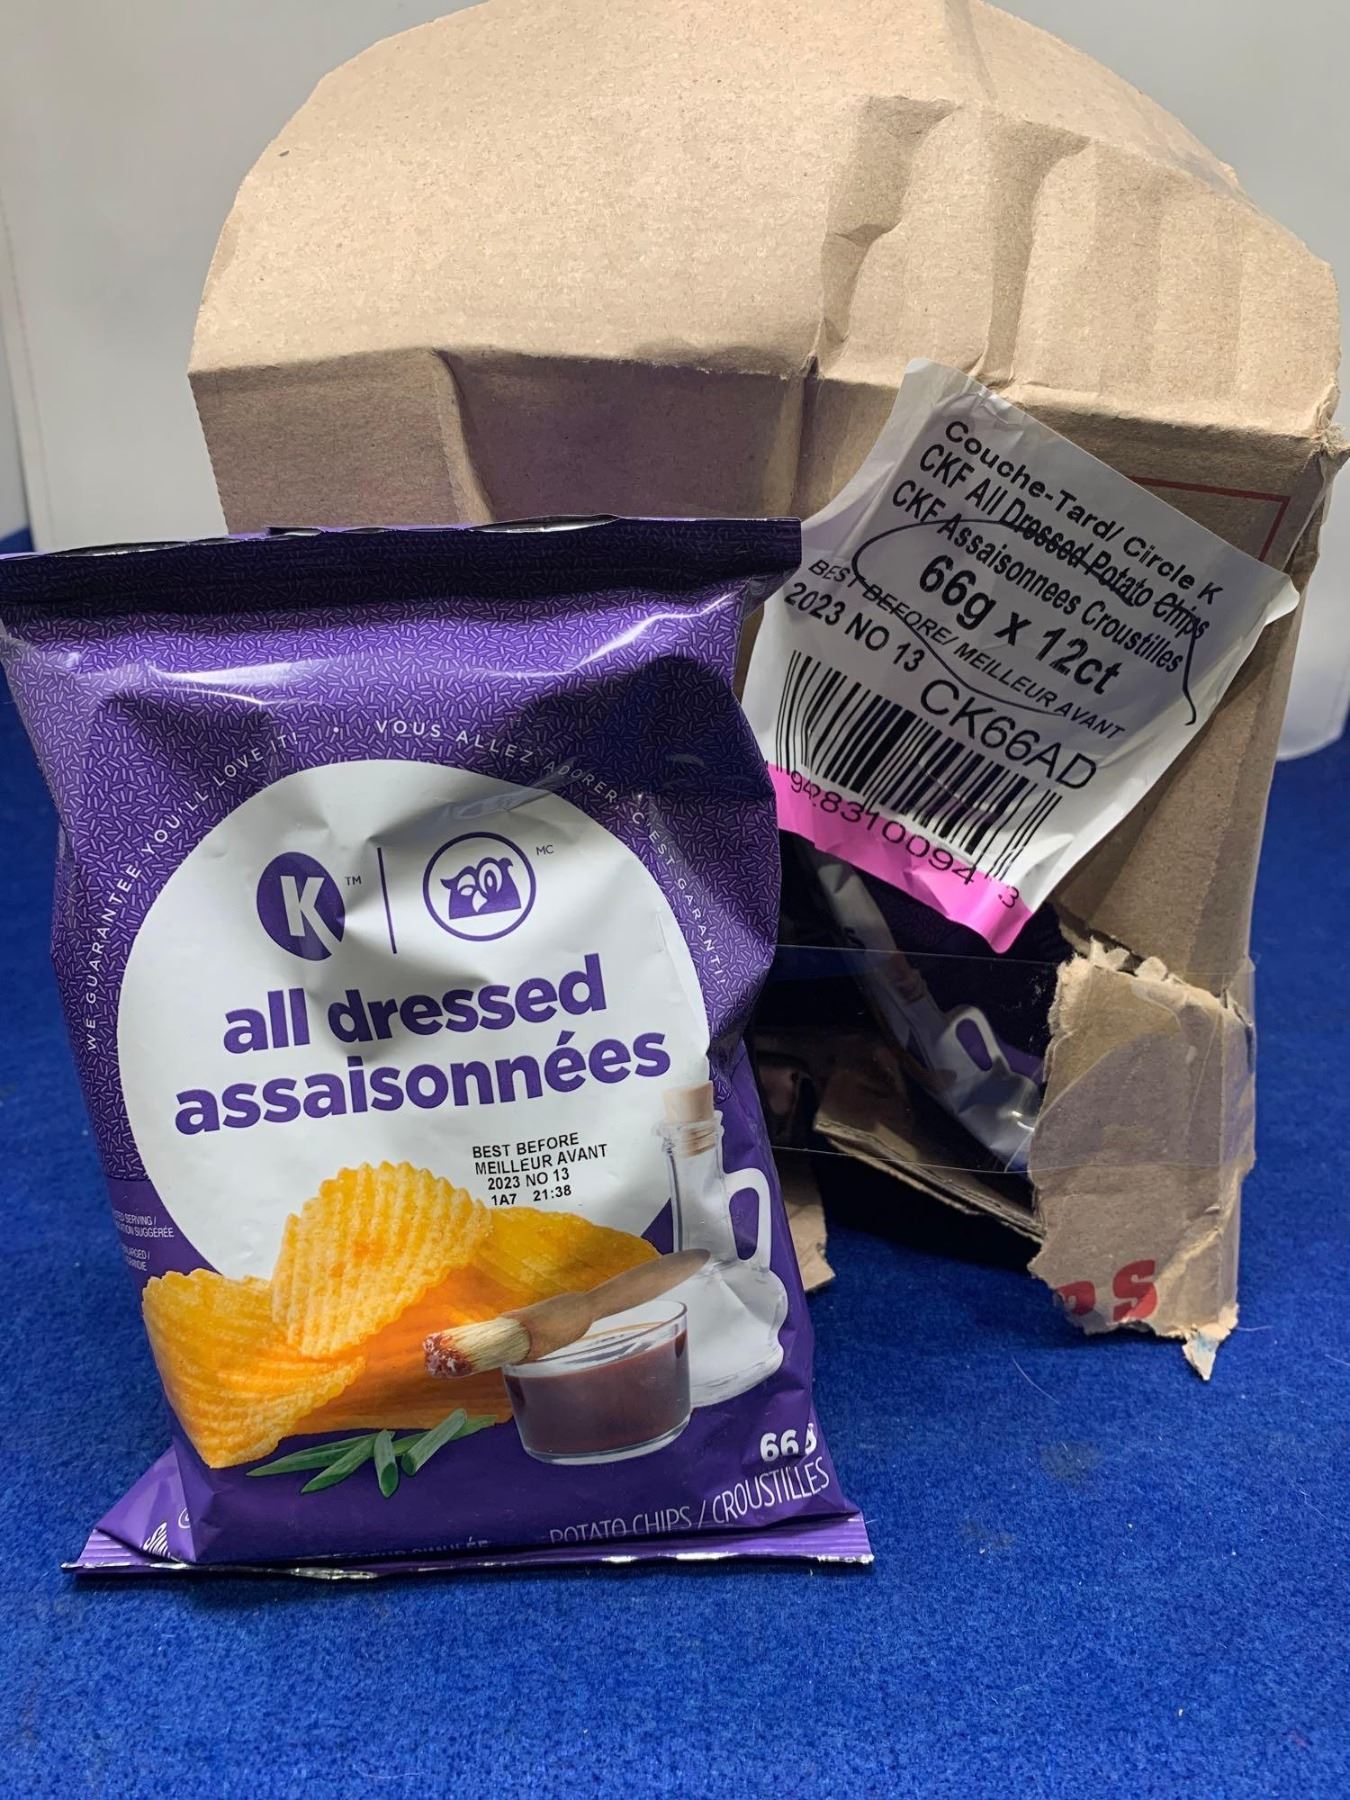 Couche-Tard/ Circle K
CKF All Dressed Potato Chips
CKF Assaisonnees Croustilles
66g x 12ct
BEST BEFORE/ MEILLEUR AVANT
2023 NO 13
CK66AD
WE GUARANTEE YOU'LL LOVE IT! • VOUS ALLEZ L'ADORER, C'EST GARANTI!
K TM
MC
all dressed
assaisonnées
BEST BEFORE
MEILLEUR AVANT
2023 NO 13
1A7 21:38
SUGGÉRÉE
66 g
POTATO CHIPS / CROUSTILLES